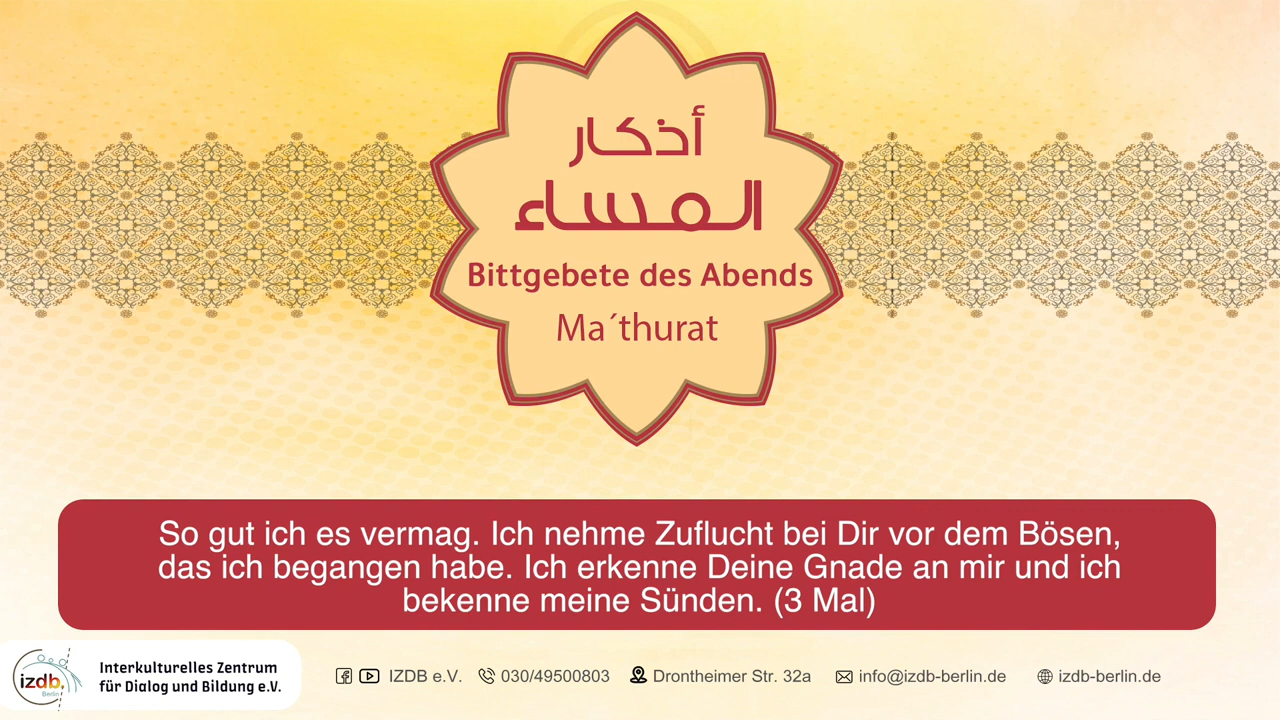 أذكار
المساء
Bittgebete des Abends
Ma´thurat
So gut ich es vermag. Ich nehme Zuflucht bei Dir vor dem Bösen,
das ich begangen habe. Ich erkenne Deine Gnade an mir und ich
bekenne meine Sünden. (3 Mal)
izdb.
Berlin
Interkulturelles Zentrum
für Dialog und Bildung e.V.
IZDB e.V. 030/49500803 Drontheimer Str. 32a info@izdb-berlin.de izdb-berlin.de